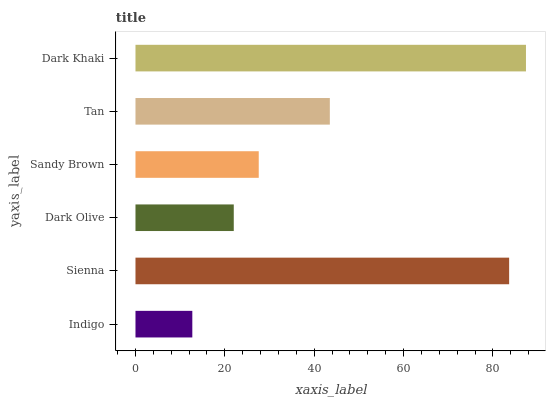 title
Dark Khaki
Tan
Sandy Brown
Dark Olive
Sienna
Indigo
yaxis_label
0 20 40 60 80
xaxis_label